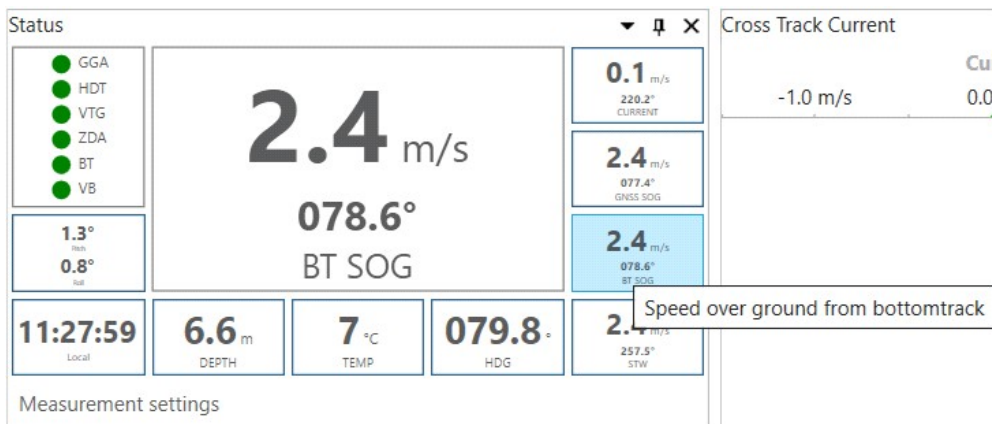 Status
GGA
HDT
VTG
ZDA
BT
VB
2.4 m/s
078.6°
BT SOG
0.1 m/s
220.2°
CURRENT
2.4 m/s
077.4°
GNSS SOG
2.4 m/s
078.6°
BT SOG
1.3°
Pitch
0.8°
Roll
11:27:59
Local
6.6 m
DEPTH
7 °C
TEMP
079.8 °
HDG
m/s
257.5°
STW
Speed over ground from bottomtrack
Measurement settings
Cross Track Current
-1.0 m/s